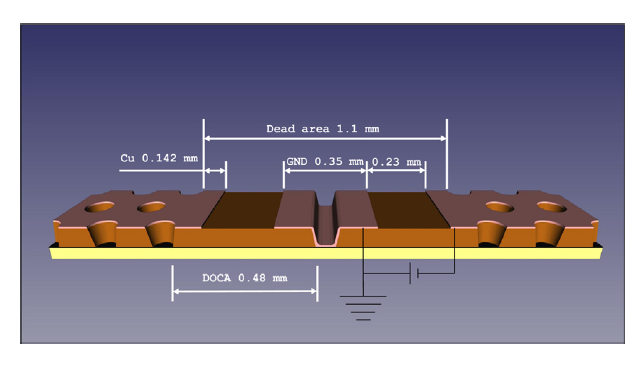 Dead area 1.1 mm
Cu 0.142 mm
GND 0.35 mm
0.23 mm
DOCA 0.48 mm